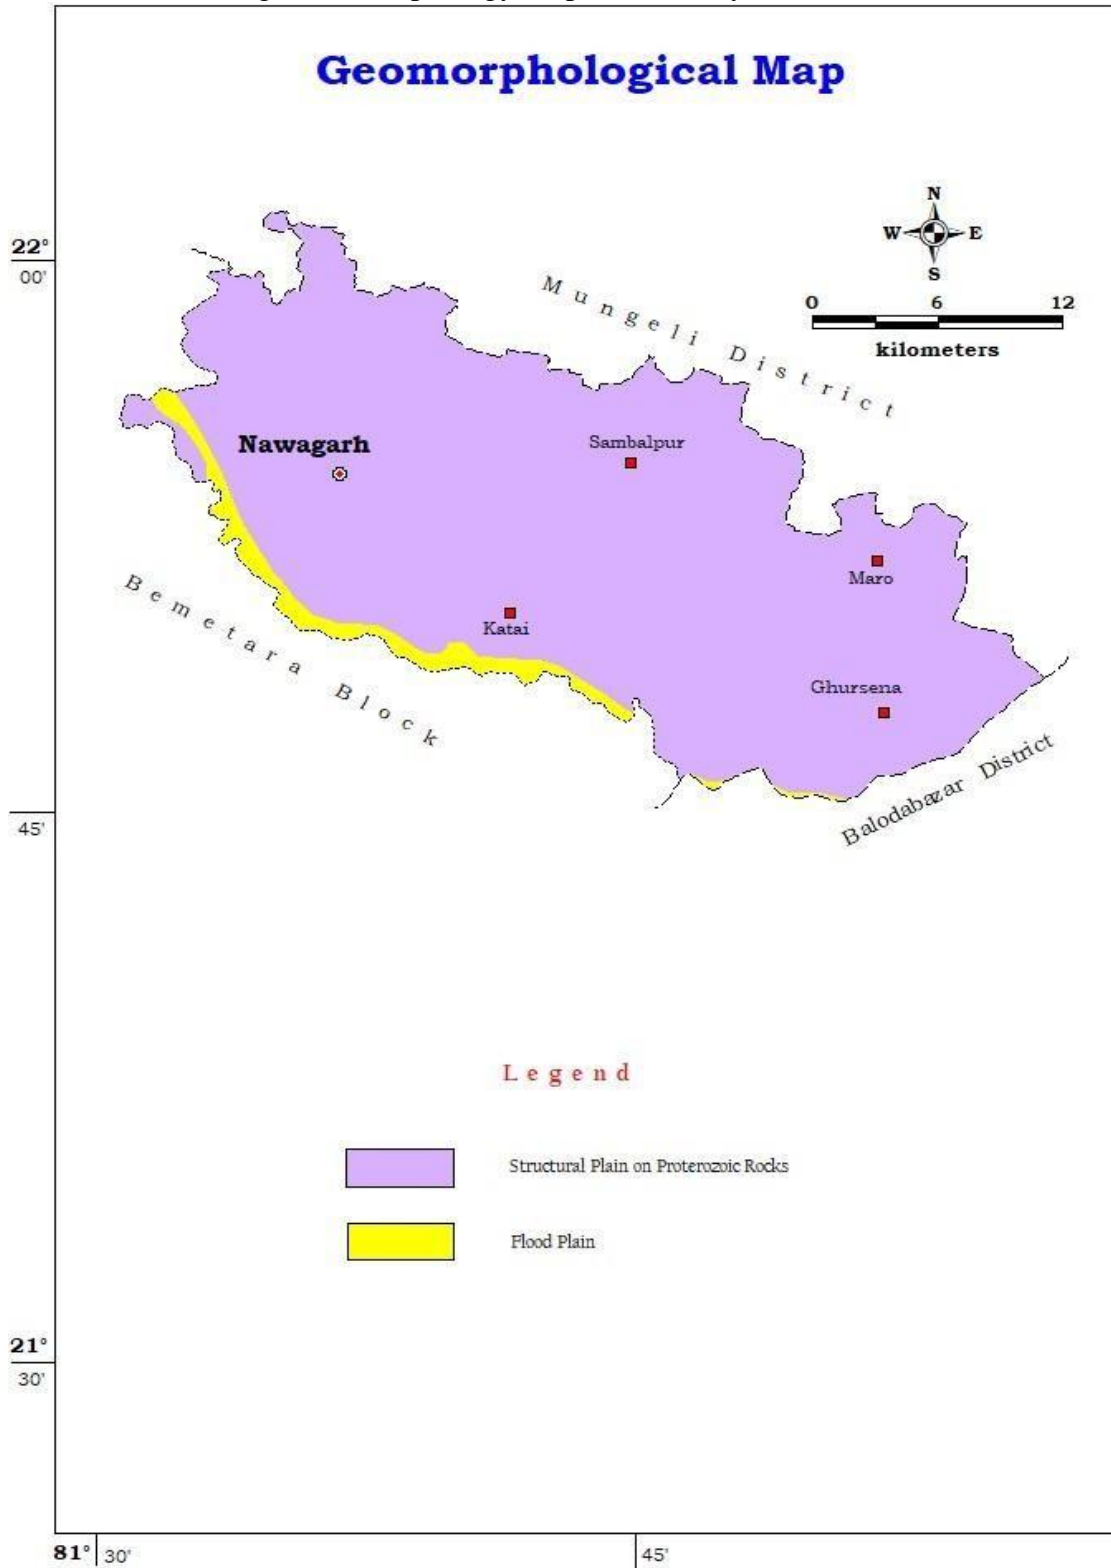 Geomorphological Map
N
W E
S
22°
00'
0 6 12
kilometers
Mungeli District
Nawagarh
Sambalpur
Maro
Bemetara Block
Katai
Ghursena
Balodabazar District
45'
Legend
Structural Plain on Proterozoic Rocks
Flood Plain
21°
30'
81° 30' 45'